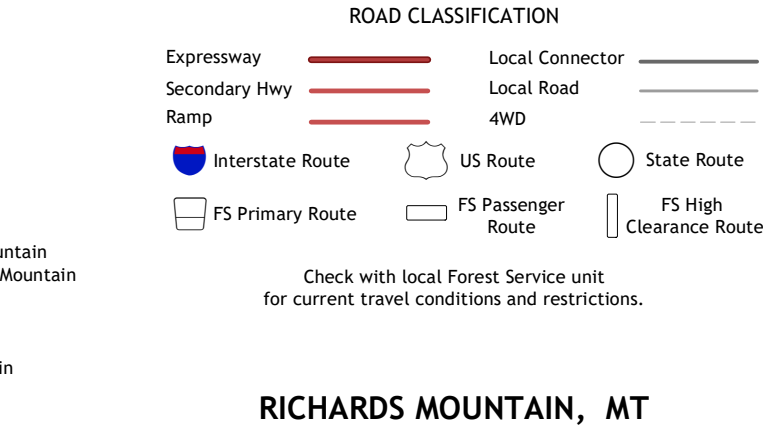 ROAD CLASSIFICATION
Expressway
Local Connector
Secondary Hwy
Local Road
Ramp
4WD
Interstate Route
US Route
State Route
FS Primary Route
FS Passenger
Route
FS High
Clearance Route
Mountain
Check with local Forest Service unit
for current travel conditions and restrictions.
RICHARDS MOUNTAIN, MT